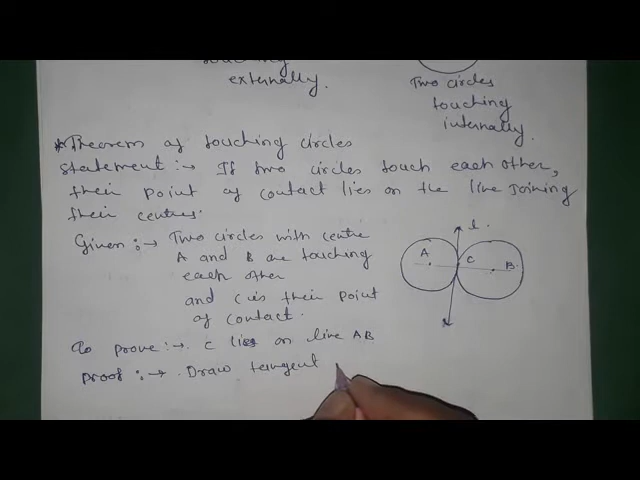 touching
externally.
Two circles
touching
internally.
* Theorem of touching circles
Statement :→ If two circles touch each other,
their point of contact lies on the line joining
their centres.
Given :→ Two circles with centre
A and B are touching
each other
and C is their point
of contact.
To prove :→ C lies on line AB
Proof :→ Draw tangent
l.
A
C
B